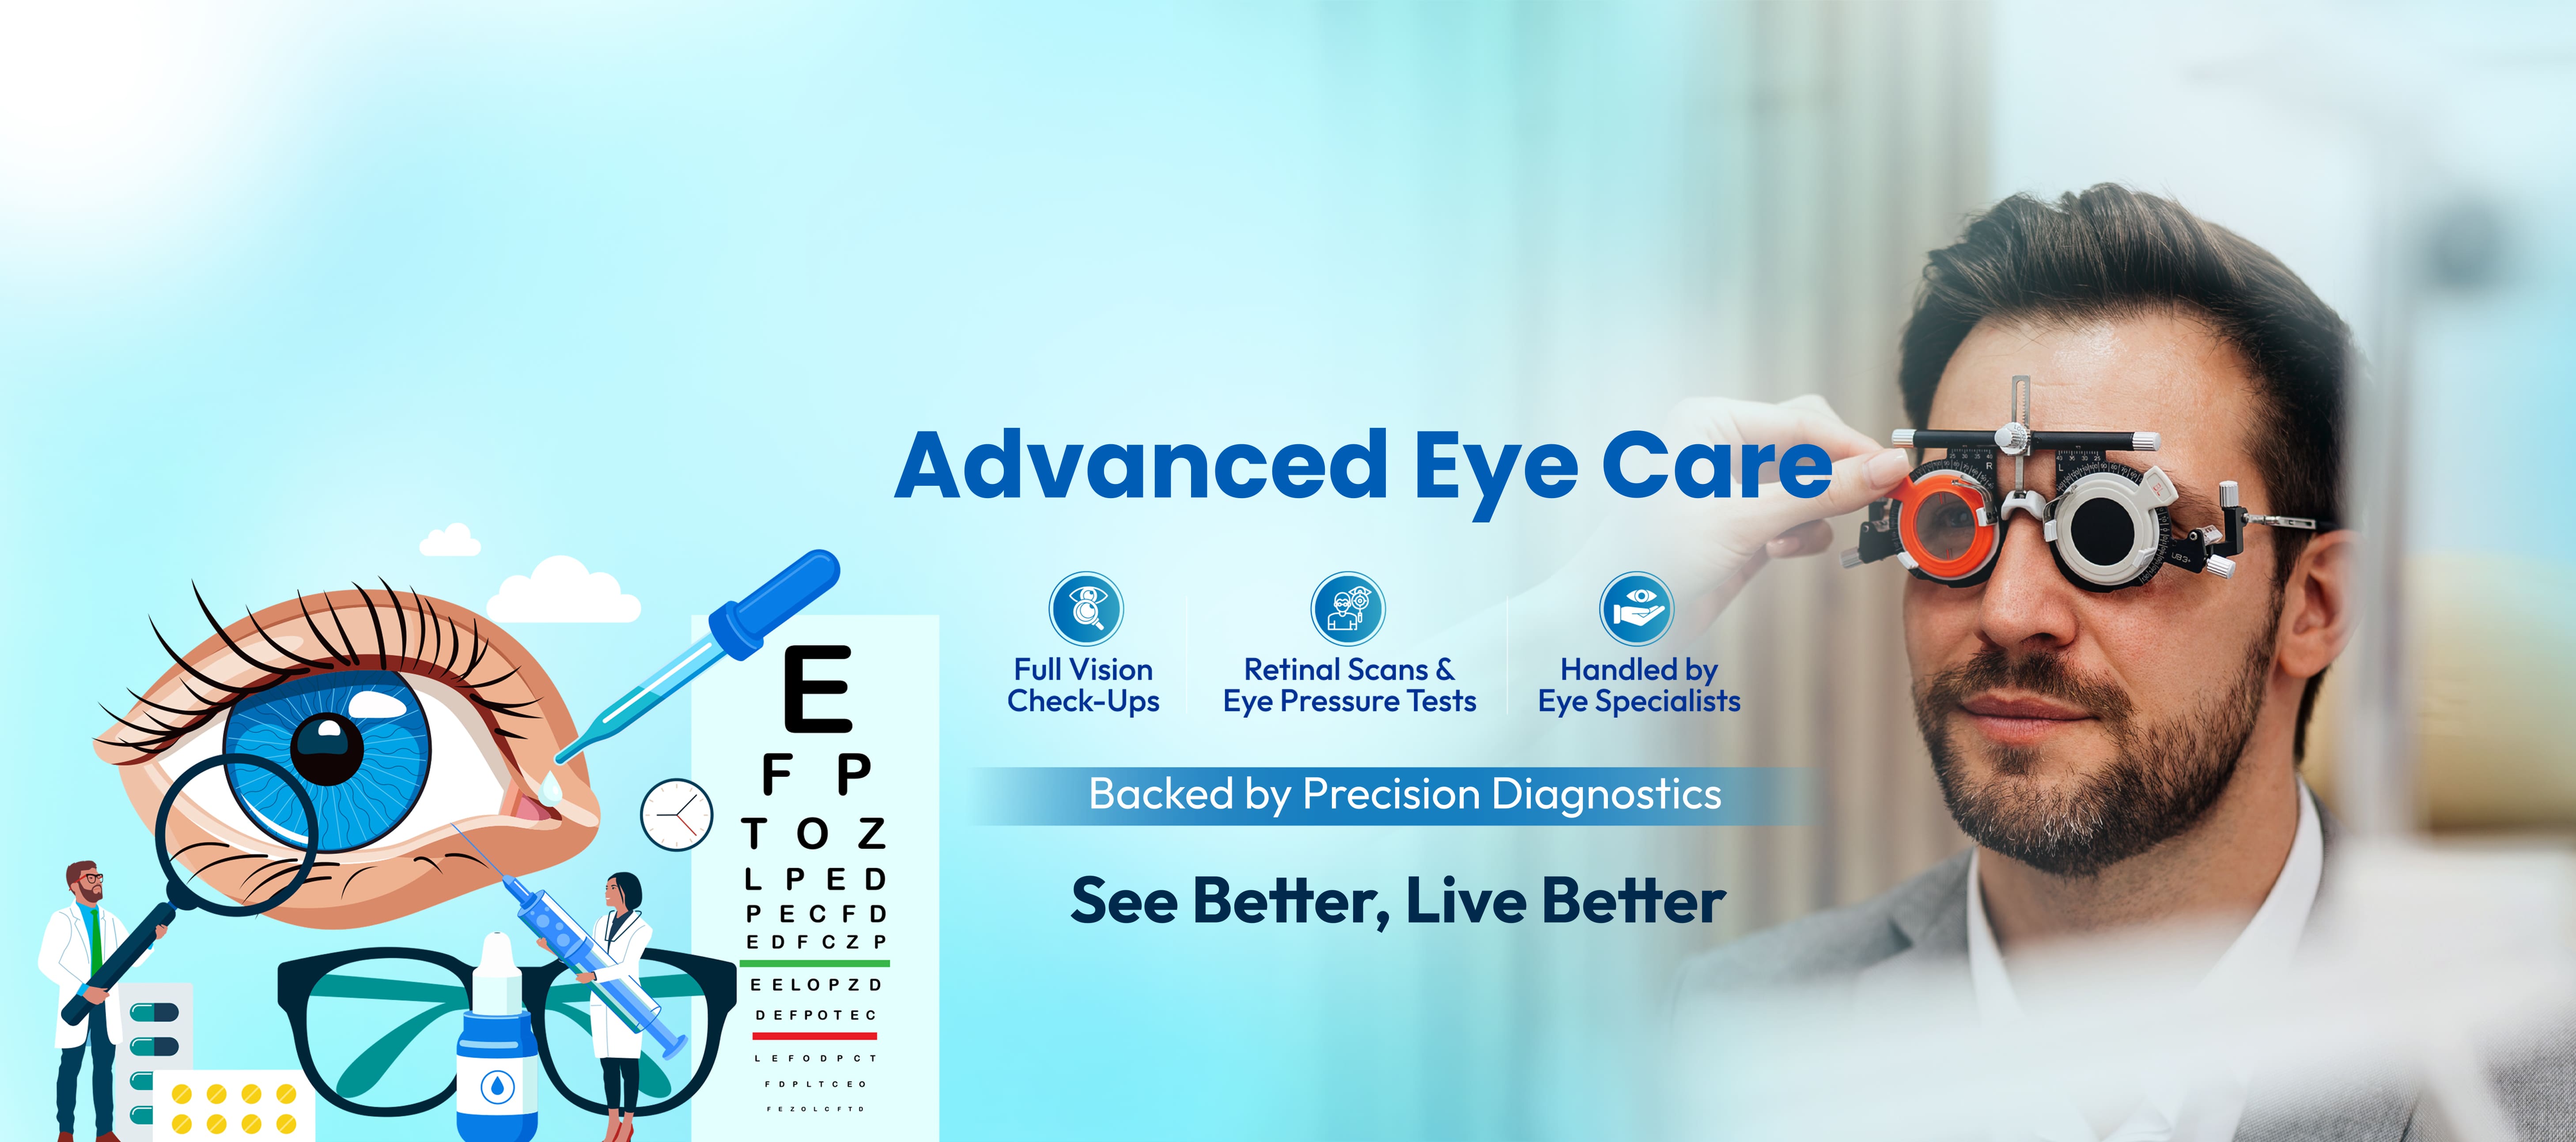 Advanced Eye Care
Full Vision
Check-Ups
Retinal Scans &
Eye Pressure Tests
Handled by
Eye Specialists
Backed by Precision Diagnostics
See Better, Live Better
E
F P
T O Z
L P E D
P E C F D
E D F C Z P
E E L O P Z D
D E F P O T E C
L E F O D P C T
F D P L T C E O
F E Z O L C F T D
R
L